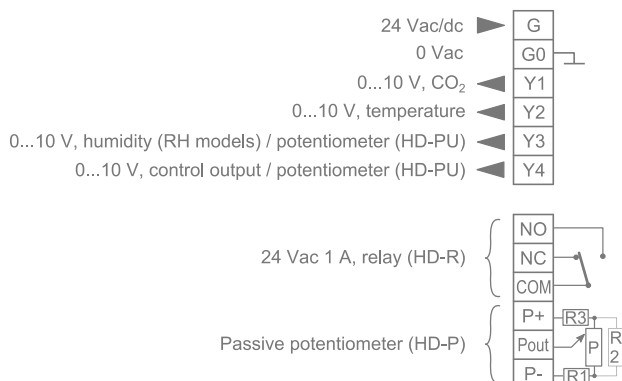 24 Vac/dc G
0 Vac G0
0...10 V, CO₂ Y1
0...10 V, temperature Y2
0...10 V, humidity (RH models) / potentiometer (HD-PU) Y3
0...10 V, control output / potentiometer (HD-PU) Y4
NO
24 Vac 1 A, relay (HD-R) NC
COM
P+ R3
Passive potentiometer (HD-P) Pout P R2
P- R1